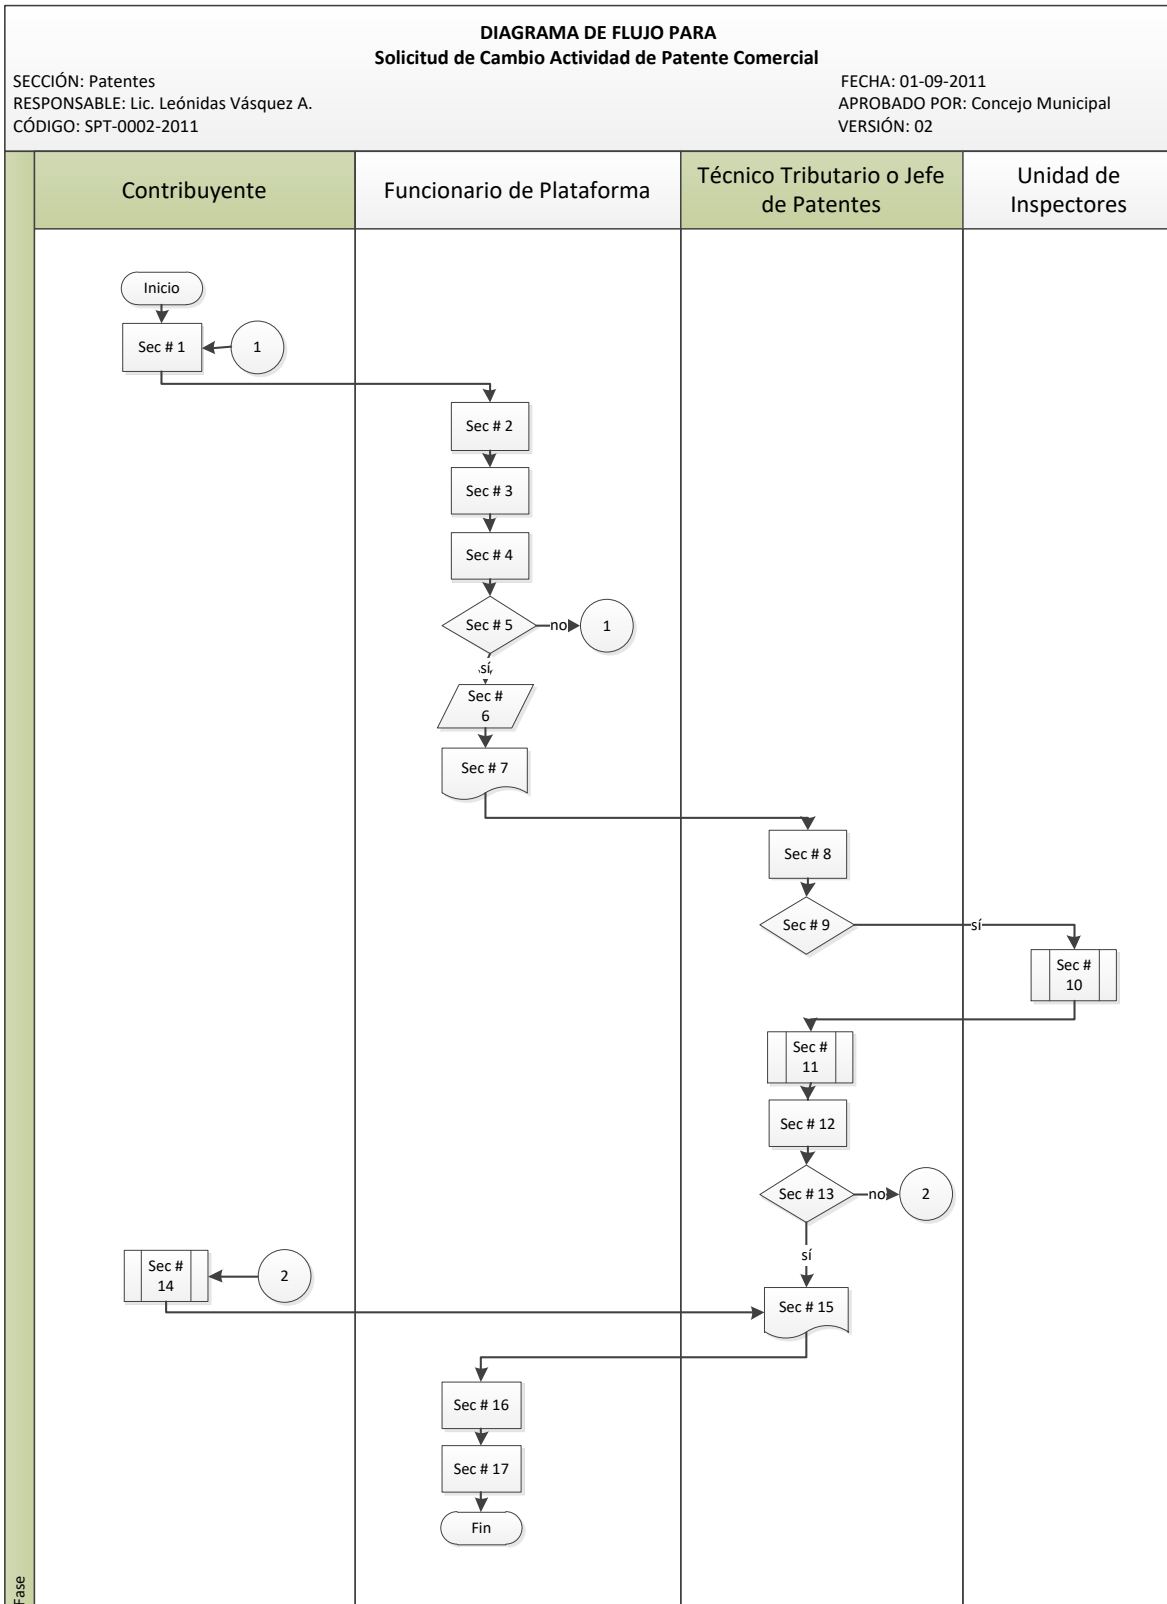 DIAGRAMA DE FLUJO PARA
Solicitud de Cambio Actividad de Patente Comercial
SECCIÓN: Patentes
FECHA: 01-09-2011
RESPONSABLE: Lic. Leónidas Vásquez A.
APROBADO POR: Concejo Municipal
CÓDIGO: SPT-0002-2011
VERSIÓN: 02
Contribuyente
Funcionario de Plataforma
Técnico Tributario o Jefe
de Patentes
Unidad de
Inspectores
Inicio
Sec # 1
1
Sec # 2
Sec # 3
Sec # 4
Sec # 5
no
1
sí
Sec #
6
Sec # 7
Sec # 8
Sec # 9
sí
Sec #
10
Sec #
11
Sec # 12
Sec # 13
no
2
sí
Sec #
14
2
Sec # 15
Sec # 16
Sec # 17
Fin
Fase